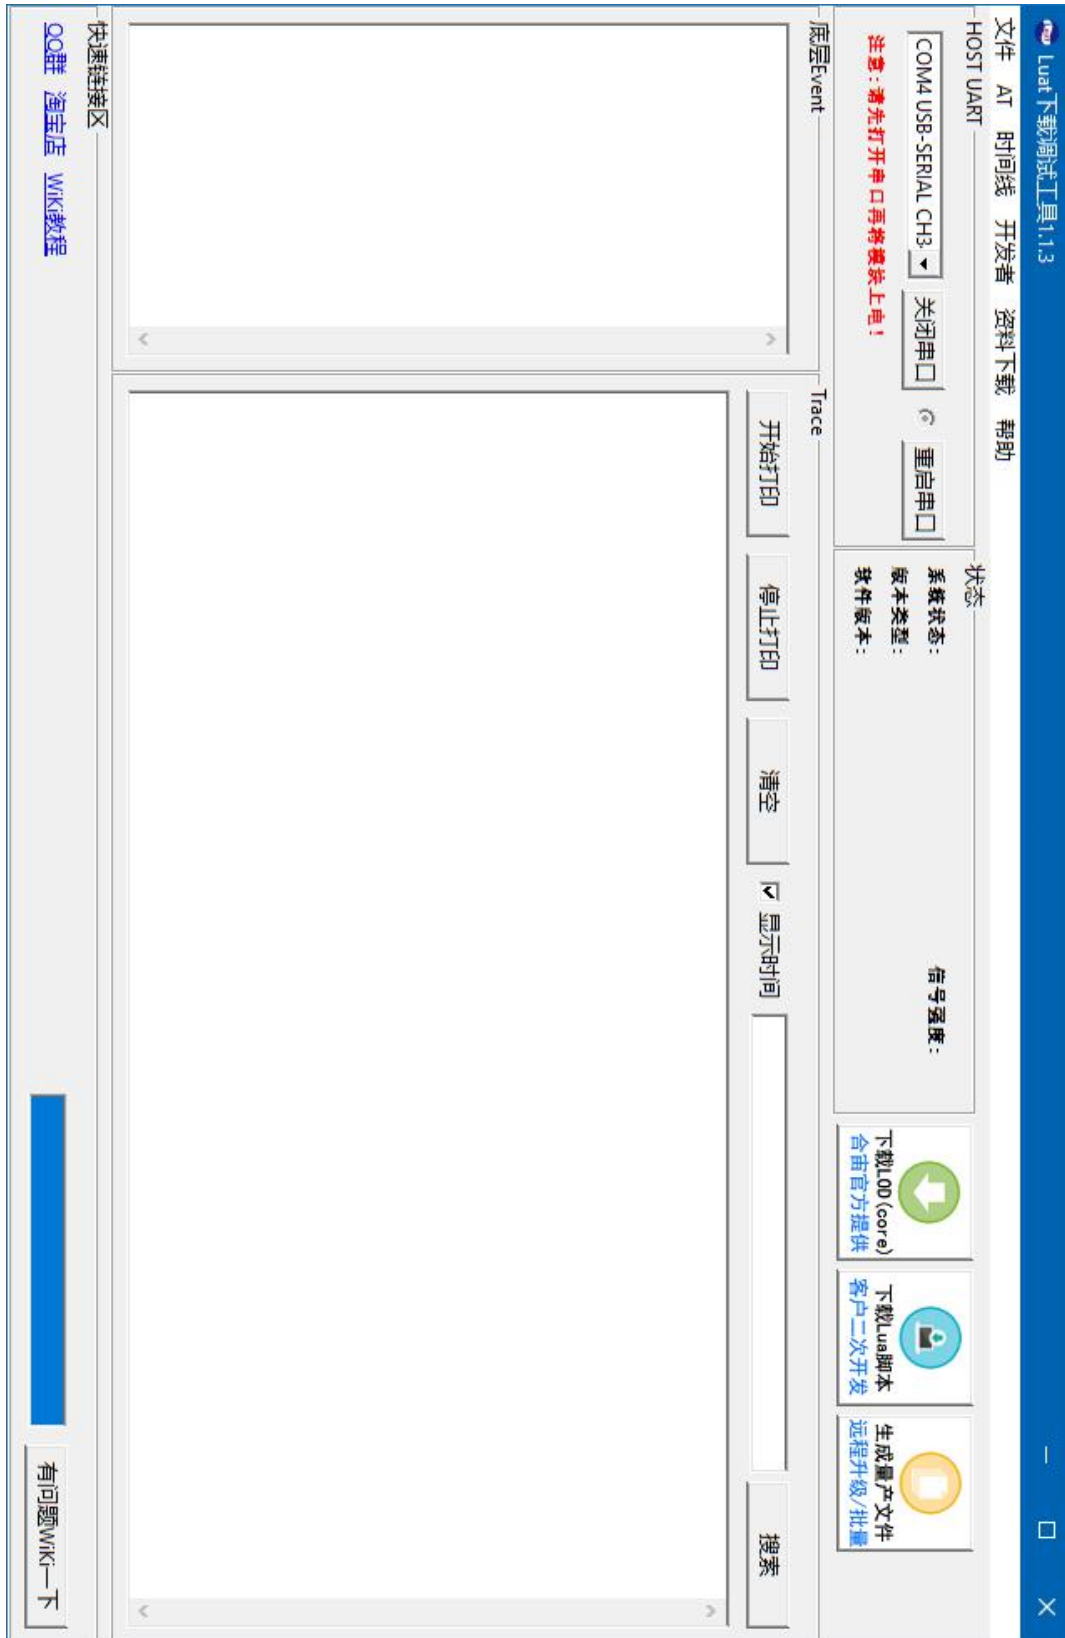 Luat下载调试工具1.1.3
文件 AT 时间线 开发者 资料下载 帮助
HOST UART
COM4 USB-SERIAL CH3 关闭串口 重启串口
注意:请先打开串口再将模块上电!
状态
系统状态: 信号强度:
版本类型:
软件版本:
下载LOD(core)
合宙官方提供
下载Lua脚本
客户二次开发
生成量产文件
远程升级/批量
底层Event
Trace
开始打印 停止打印 清空 显示时间 搜索
快速链接区
QQ群 淘宝店 WiKi教程
有问题WiKi一下